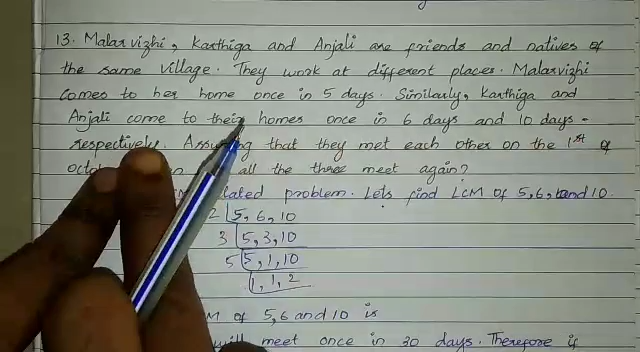 13. Malarvizhi, Karthiga and Anjali are friends and natives of
the same village. They work at different places. Malarvizhi
comes to her home once in 5 days. Similarly, Karthiga and
Anjali come to their homes once in 6 days and 10 days
respectively. Assuming that they met each other on the 1st of
octob all the three meet again?
lated problem. Let's find LCM of 5, 6, and 10.
2 5, 6, 10
3 5, 3, 10
5 5, 1, 10
1, 1, 2
M of 5, 6 and 10 is
will meet once in 30 days. Therefore if